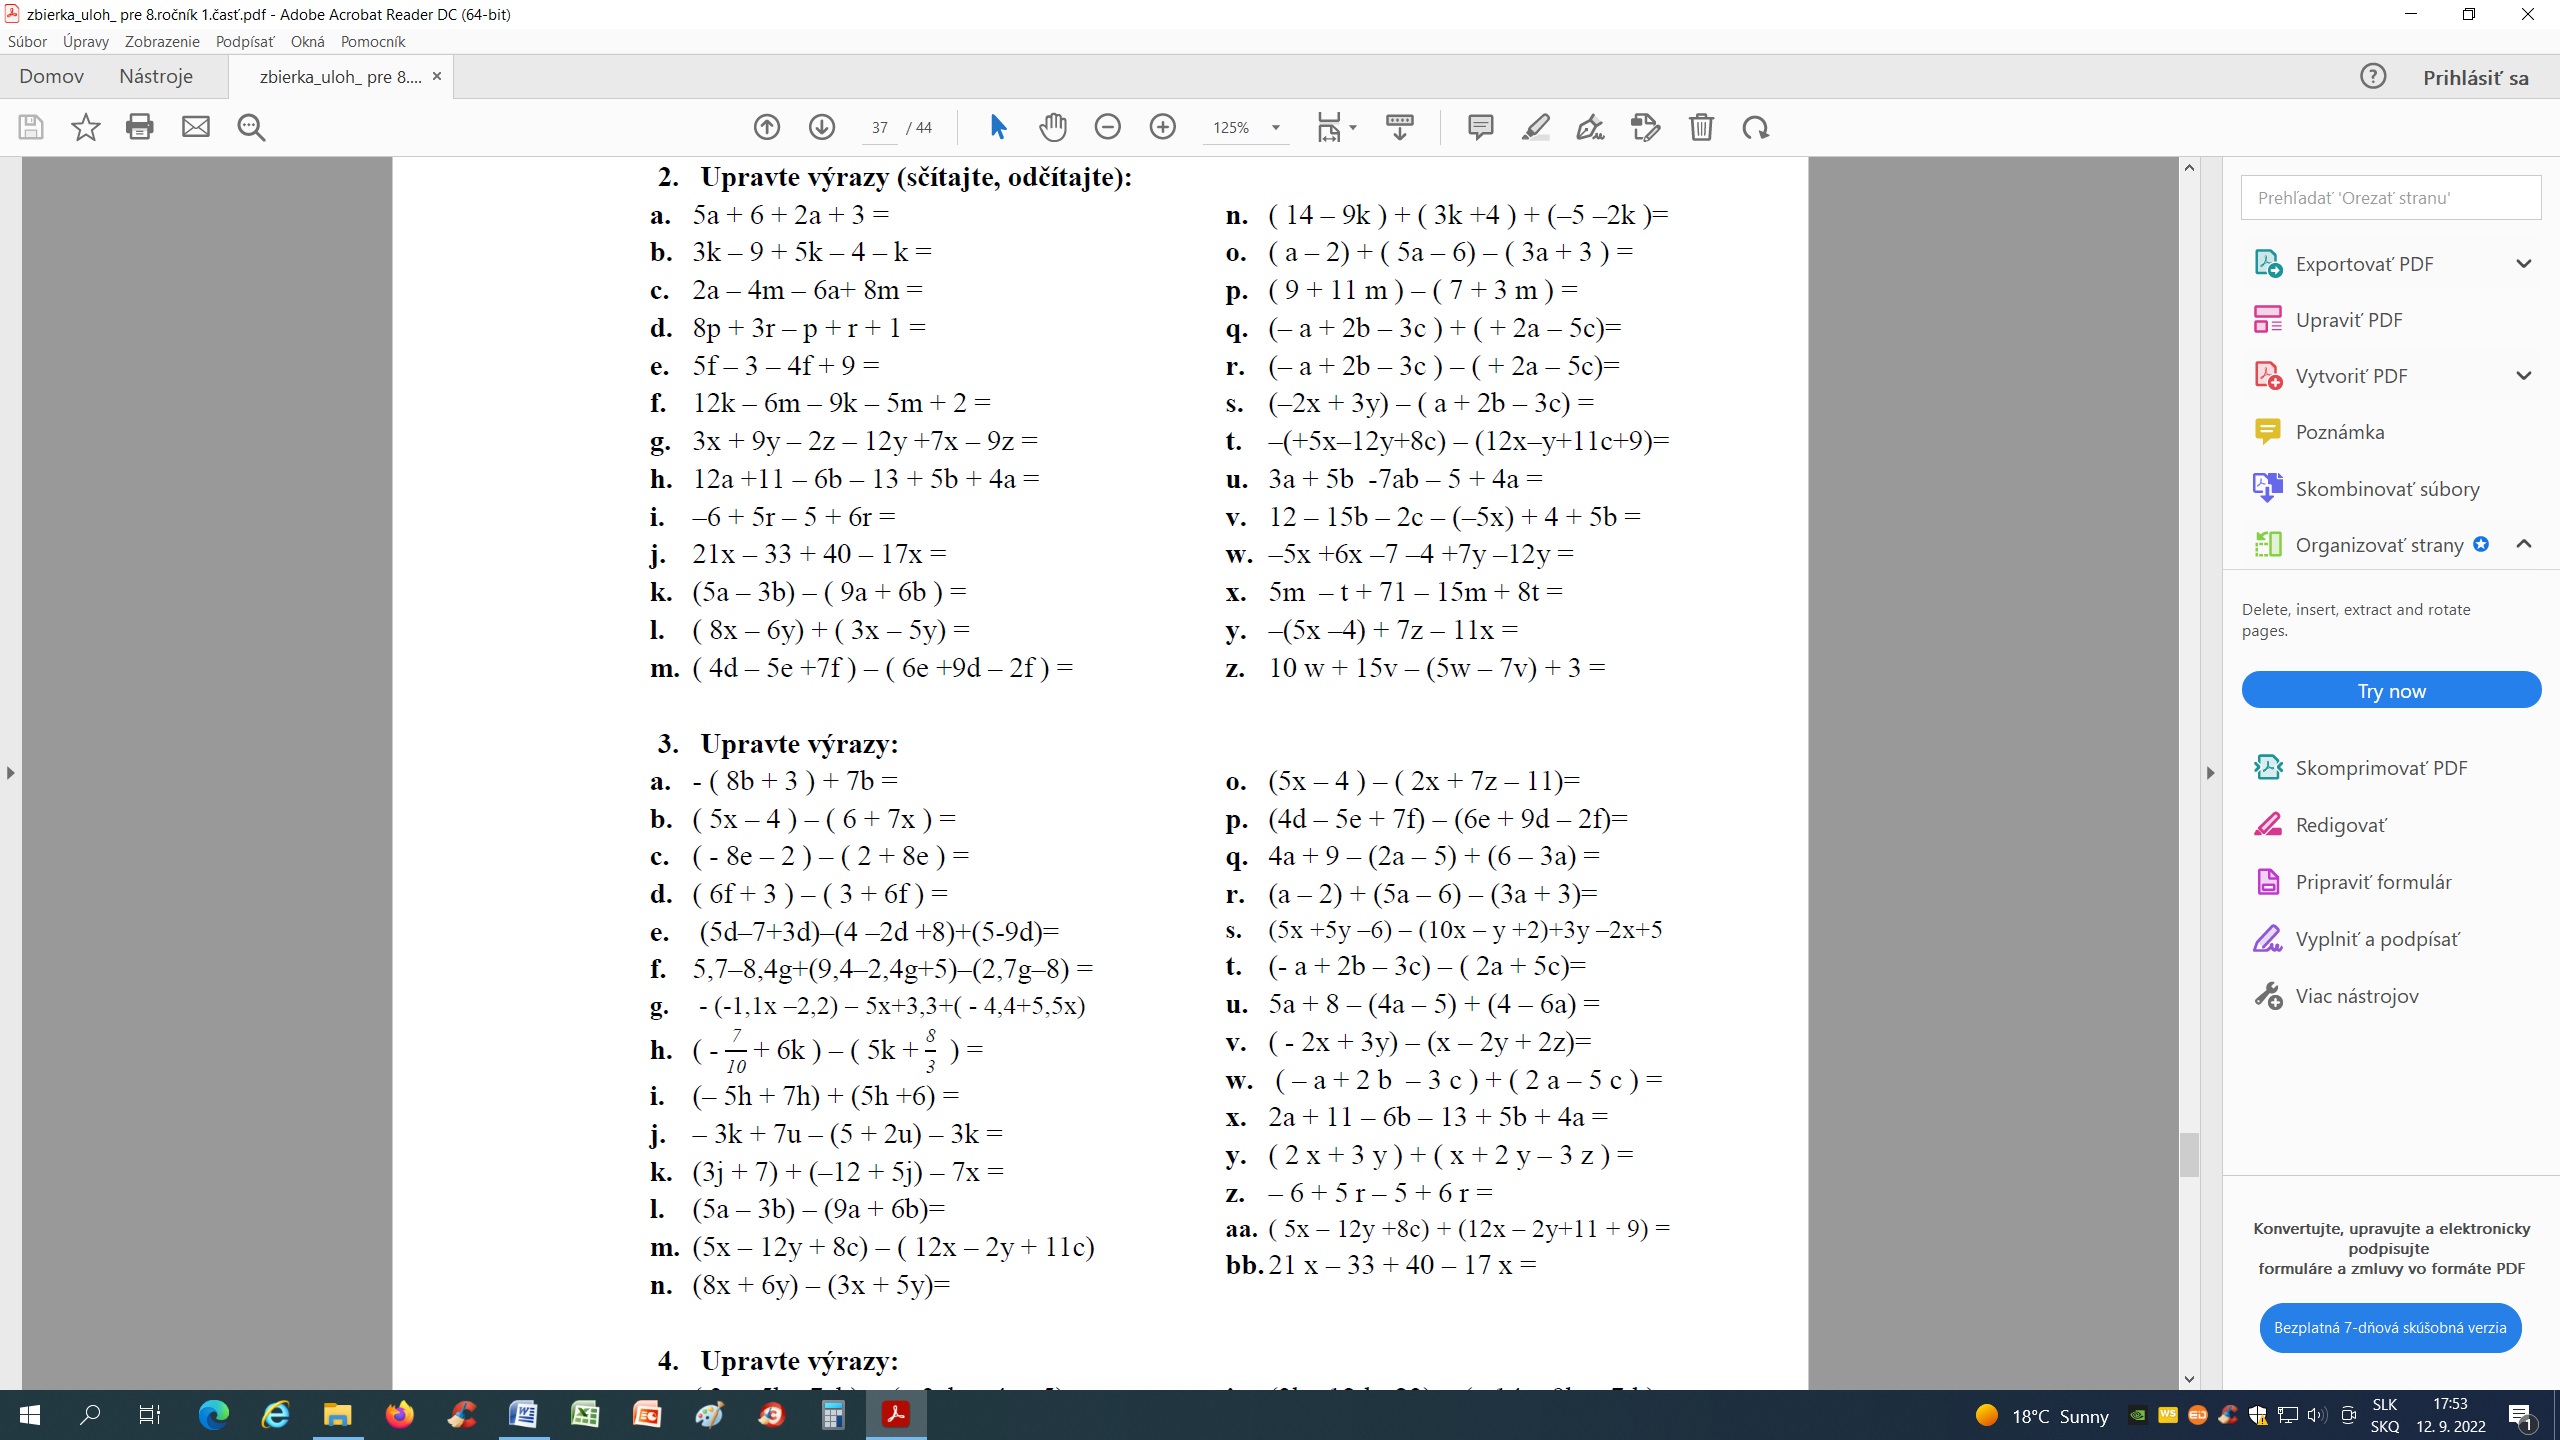 zbierka_uloh_ pre 8.ročník 1.časť.pdf - Adobe Acrobat Reader DC (64-bit)
Súbor Úpravy Zobrazenie Podpísať Okná Pomocník
Domov Nástroje zbierka_uloh_ pre 8.... × Prihlásiť sa
37 / 44 125%
2. Upravte výrazy (sčítajte, odčítajte):
a. 5a + 6 + 2a + 3 =
b. 3k – 9 + 5k – 4 – k =
c. 2a – 4m – 6a+ 8m =
d. 8p + 3r – p + r + 1 =
e. 5f – 3 – 4f + 9 =
f. 12k – 6m – 9k – 5m + 2 =
g. 3x + 9y – 2z – 12y +7x – 9z =
h. 12a +11 – 6b – 13 + 5b + 4a =
i. –6 + 5r – 5 + 6r =
j. 21x – 33 + 40 – 17x =
k. (5a – 3b) – ( 9a + 6b ) =
l. ( 8x – 6y) + ( 3x – 5y) =
m. ( 4d – 5e +7f ) – ( 6e +9d – 2f ) =
n. ( 14 – 9k ) + ( 3k +4 ) + (–5 –2k )=
o. ( a – 2) + ( 5a – 6) – ( 3a + 3 ) =
p. ( 9 + 11 m ) – ( 7 + 3 m ) =
q. (– a + 2b – 3c ) + ( + 2a – 5c)=
r. (– a + 2b – 3c ) – ( + 2a – 5c)=
s. (–2x + 3y) – ( a + 2b – 3c) =
t. –(+5x–12y+8c) – (12x–y+11c+9)=
u. 3a + 5b -7ab – 5 + 4a =
v. 12 – 15b – 2c – (–5x) + 4 + 5b =
w. –5x +6x –7 –4 +7y –12y =
x. 5m – t + 71 – 15m + 8t =
y. –(5x –4) + 7z – 11x =
z. 10 w + 15v – (5w – 7v) + 3 =
3. Upravte výrazy:
a. - ( 8b + 3 ) + 7b =
b. ( 5x – 4 ) – ( 6 + 7x ) =
c. ( - 8e – 2 ) – ( 2 + 8e ) =
d. ( 6f + 3 ) – ( 3 + 6f ) =
e. (5d–7+3d)–(4 –2d +8)+(5-9d)=
f. 5,7–8,4g+(9,4–2,4g+5)–(2,7g–8) =
g. - (-1,1x –2,2) – 5x+3,3+( - 4,4+5,5x)
h. ( - 7/10 + 6k ) – ( 5k + 8/3 ) =
i. (– 5h + 7h) + (5h +6) =
j. – 3k + 7u – (5 + 2u) – 3k =
k. (3j + 7) + (–12 + 5j) – 7x =
l. (5a – 3b) – (9a + 6b)=
m. (5x – 12y + 8c) – ( 12x – 2y + 11c)
n. (8x + 6y) – (3x + 5y)=
o. (5x – 4 ) – ( 2x + 7z – 11)=
p. (4d – 5e + 7f) – (6e + 9d – 2f)=
q. 4a + 9 – (2a – 5) + (6 – 3a) =
r. (a – 2) + (5a – 6) – (3a + 3)=
s. (5x +5y –6) – (10x – y +2)+3y –2x+5
t. (- a + 2b – 3c) – ( 2a + 5c)=
u. 5a + 8 – (4a – 5) + (4 – 6a) =
v. ( - 2x + 3y) – (x – 2y + 2z)=
w. ( – a + 2 b – 3 c ) + ( 2 a – 5 c ) =
x. 2a + 11 – 6b – 13 + 5b + 4a =
y. ( 2 x + 3 y ) + ( x + 2 y – 3 z ) =
z. – 6 + 5 r – 5 + 6 r =
aa. ( 5x – 12y +8c) + (12x – 2y+11 + 9) =
bb. 21 x – 33 + 40 – 17 x =
4. Upravte výrazy:
Prehľadať 'Orezať stranu'
Exportovať PDF
Upraviť PDF
Vytvoriť PDF
Poznámka
Skombinovať súbory
Organizovať strany
Delete, insert, extract and rotate
pages.
Try now
Skomprimovať PDF
Redigovať
Pripraviť formulár
Vyplniť a podpísať
Viac nástrojov
Konvertujte, upravujte a elektronicky
podpisujte
formuláre a zmluvy vo formáte PDF
Bezplatná 7-dňová skúšobná verzia
18°C Sunny
SLK
SKQ
17:53
12. 9. 2022
1